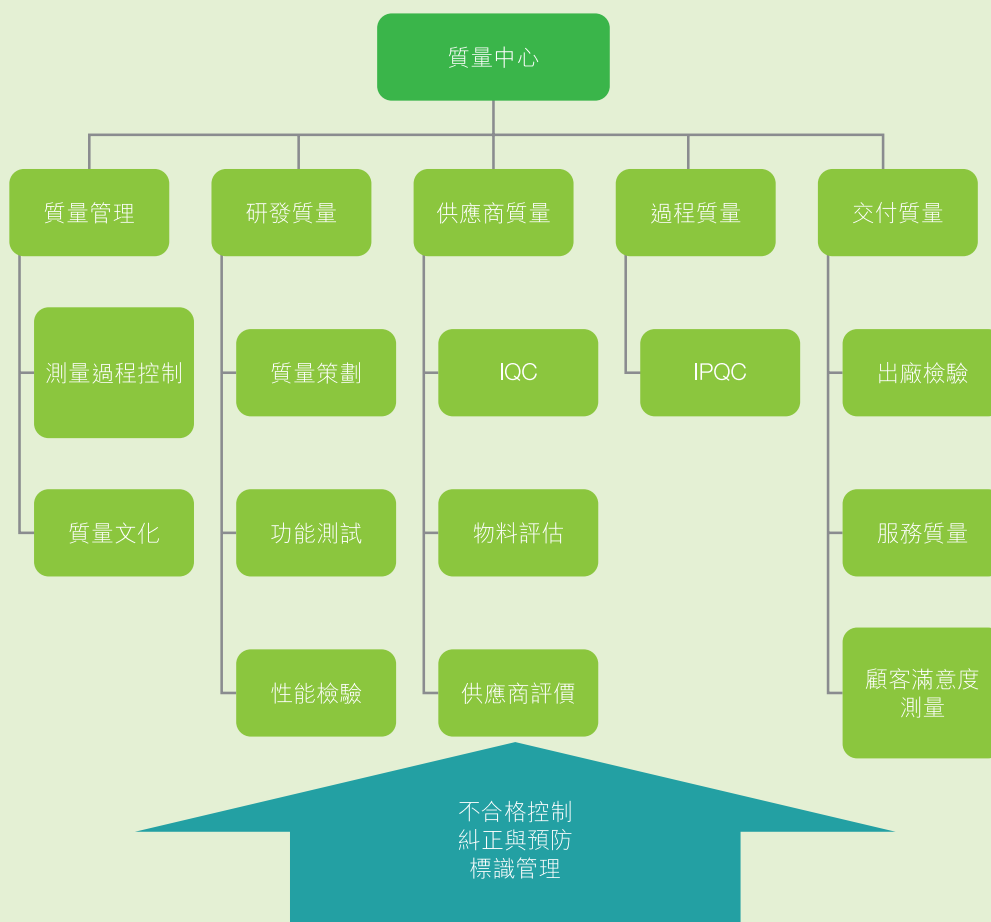 質量中心
質量管理
研發質量
供應商質量
過程質量
交付質量
測量過程控制
質量策劃
IQC
IPQC
出廠檢驗
質量文化
功能測試
物料評估
服務質量
性能檢驗
供應商評價
顧客滿意度
測量
不合格控制
糾正與預防
標識管理